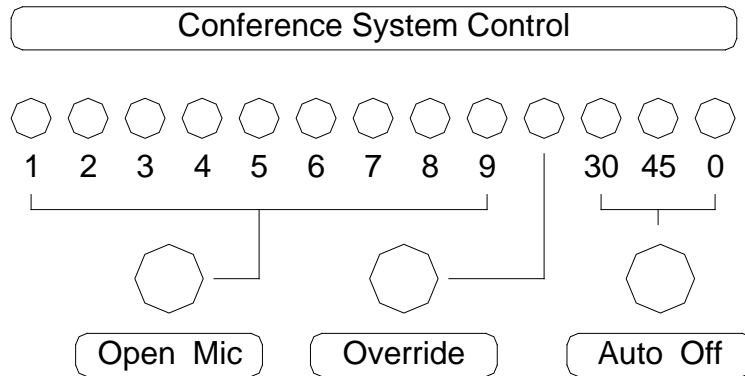 Conference System Control
1 2 3 4 5 6 7 8 9 30 45 0
Open Mic Override Auto Off